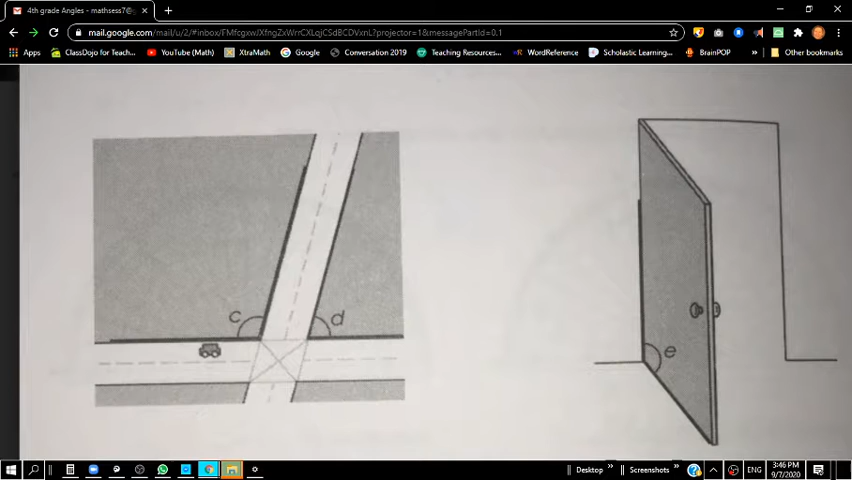 4th grade Angles - mathsess7@
mail.google.com/mail/u/2/#inbox/FMfcgxwJXfngZxWrrCXLqjCSdBCDVxnL?projector=1&messagePartId=0.1
Apps ClassDojo for Teach... YouTube (Math) XtraMath Google Conversation 2019 Teaching Resources... WordReference Scholastic Learning... BrainPOP » Other bookmarks
c d
e
Desktop » Screenshots » ENG 3:46 PM
9/7/2020